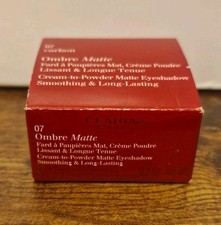 07
carbon
Ombre Matte
Fard à Paupières Mat, Crème Poudre
Lissant & Longue Tenue
Cream-to-Powder Matte Eyeshadow
Smoothing & Long-Lasting
CLARINS
07
Ombre Matte
Fard à Paupières Mat, Crème Poudre
Lissant & Longue Tenue
Cream-to-Powder Matte Eyeshadow
Smoothing & Long-Lasting